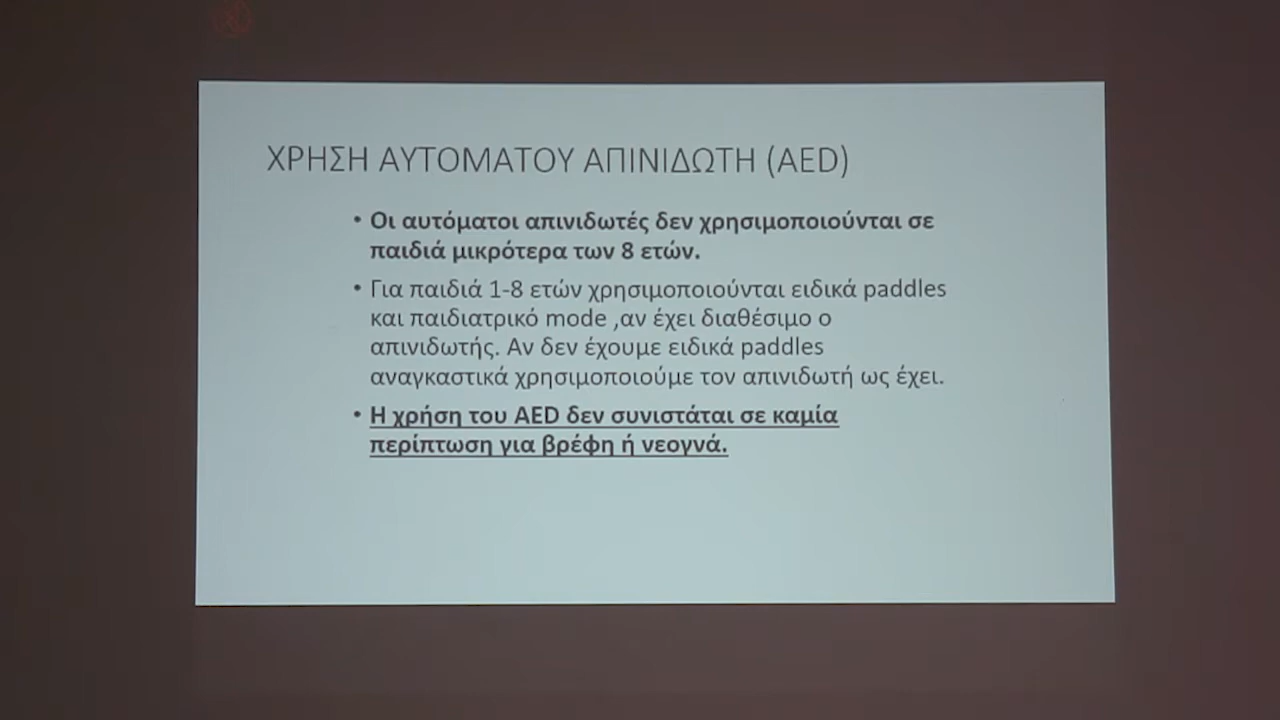 ΧΡΗΣΗ ΑΥΤΟΜΑΤΟΥ ΑΠΙΝΙΔΩΤΗ (AED)
• Οι αυτόματοι απινιδωτές δεν χρησιμοποιούνται σε
παιδιά μικρότερα των 8 ετών.
• Για παιδιά 1-8 ετών χρησιμοποιούνται ειδικά paddles
και παιδιατρικό mode ,αν έχει διαθέσιμο ο
απινιδωτής. Αν δεν έχουμε ειδικά paddles
αναγκαστικά χρησιμοποιούμε τον απινιδωτή ως έχει.
• Η χρήση του AED δεν συνιστάται σε καμία
περίπτωση για βρέφη ή νεογνά.